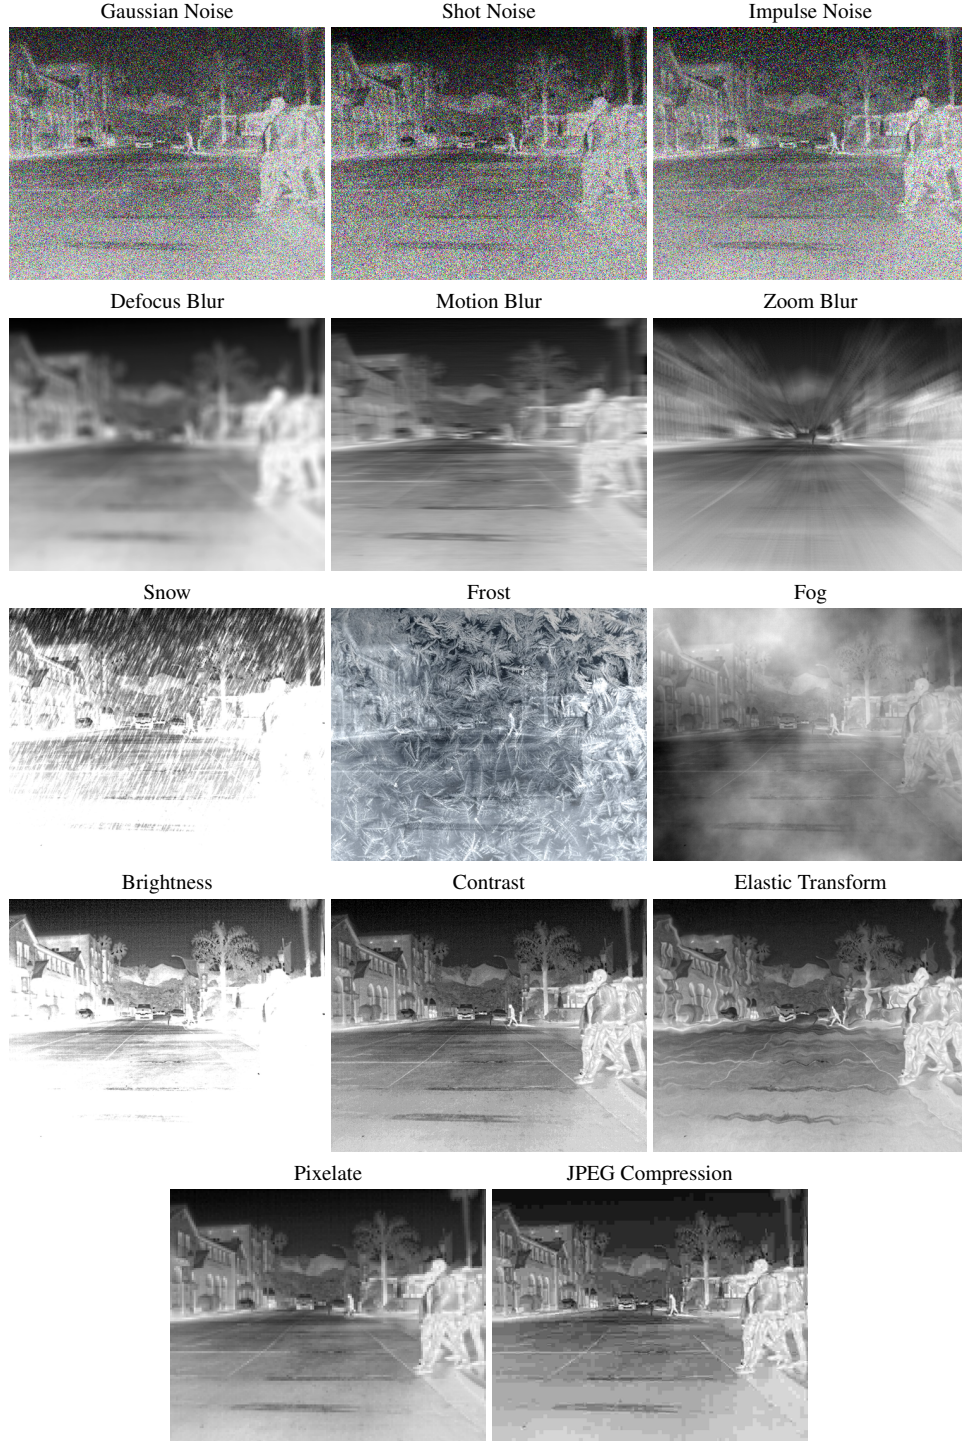 Gaussian Noise
Shot Noise
Impulse Noise
Defocus Blur
Motion Blur
Zoom Blur
Snow
Frost
Fog
Brightness
Contrast
Elastic Transform
Pixelate
JPEG Compression